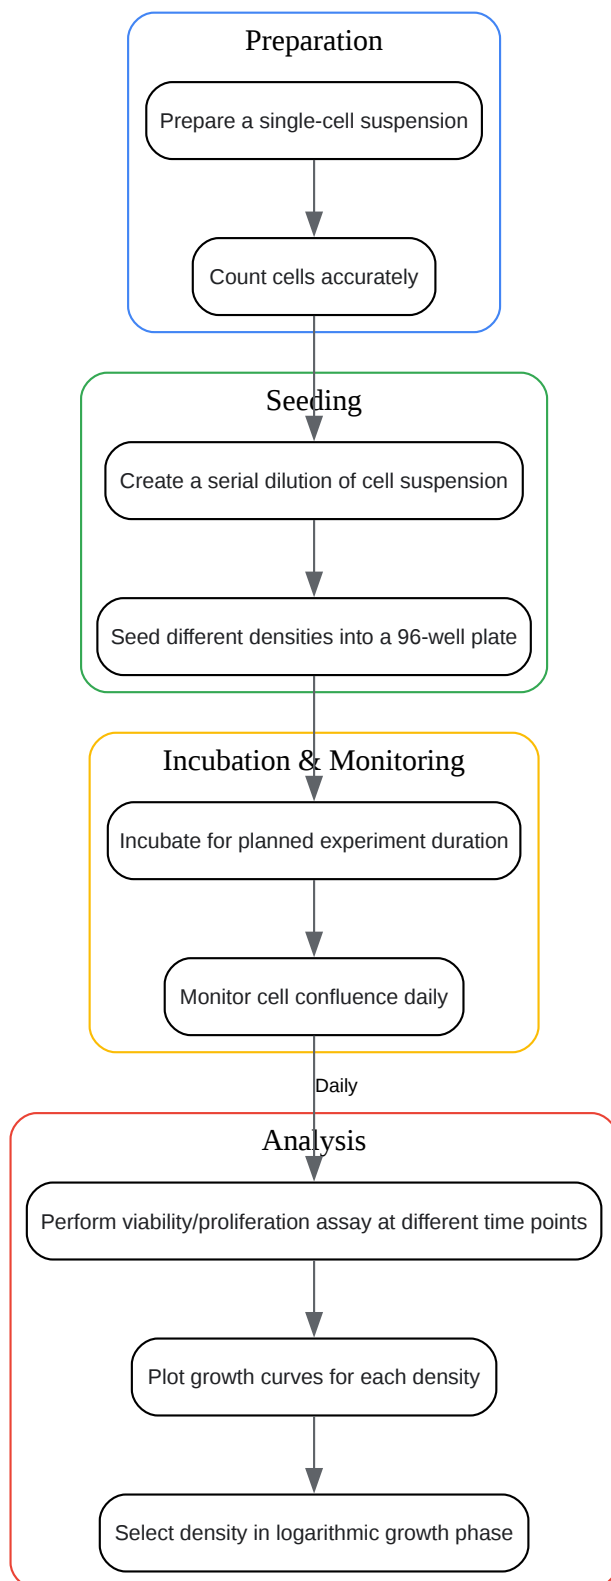 Preparation
Prepare a single-cell suspension
Count cells accurately
Seeding
Create a serial dilution of cell suspension
Seed different densities into a 96-well plate
Incubation & Monitoring
Incubate for planned experiment duration
Monitor cell confluence daily
Daily
Analysis
Perform viability/proliferation assay at different time points
Plot growth curves for each density
Select density in logarithmic growth phase